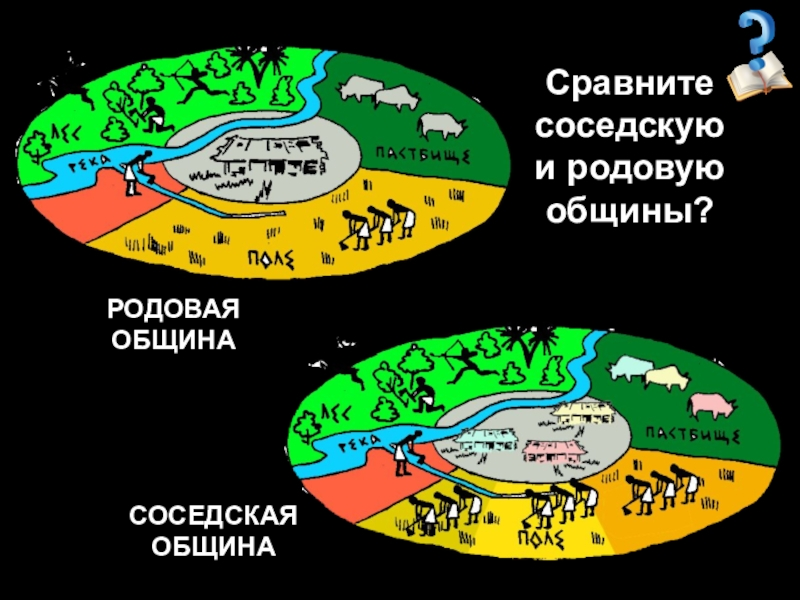 Сравните
соседскую
и родовую
общины?
ЛЕС
РЕКА
ПАСТБИЩЕ
ПОЛЕ
РОДОВАЯ
ОБЩИНА
ЛЕС
РЕКА
ПАСТБИЩЕ
ПОЛЕ
СОСЕДСКАЯ
ОБЩИНА